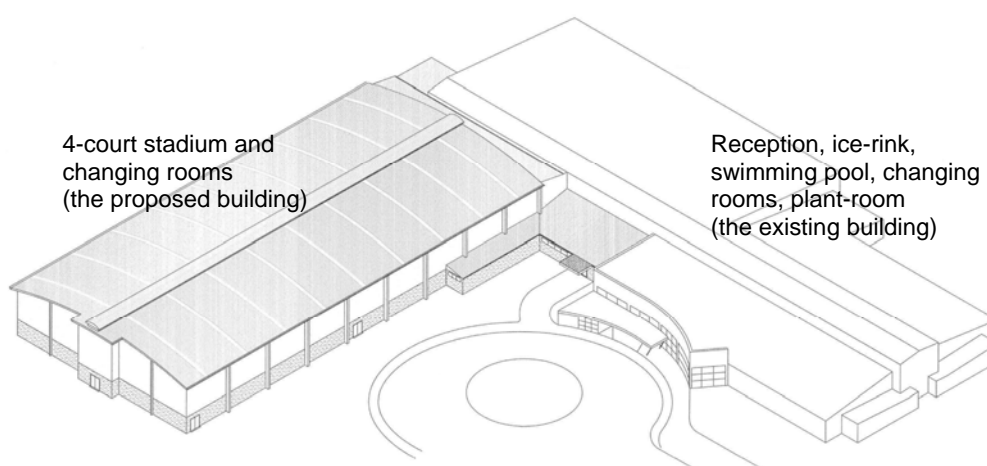 4-court stadium and
changing rooms
(the proposed building)
Reception, ice-rink,
swimming pool, changing
rooms, plant-room
(the existing building)